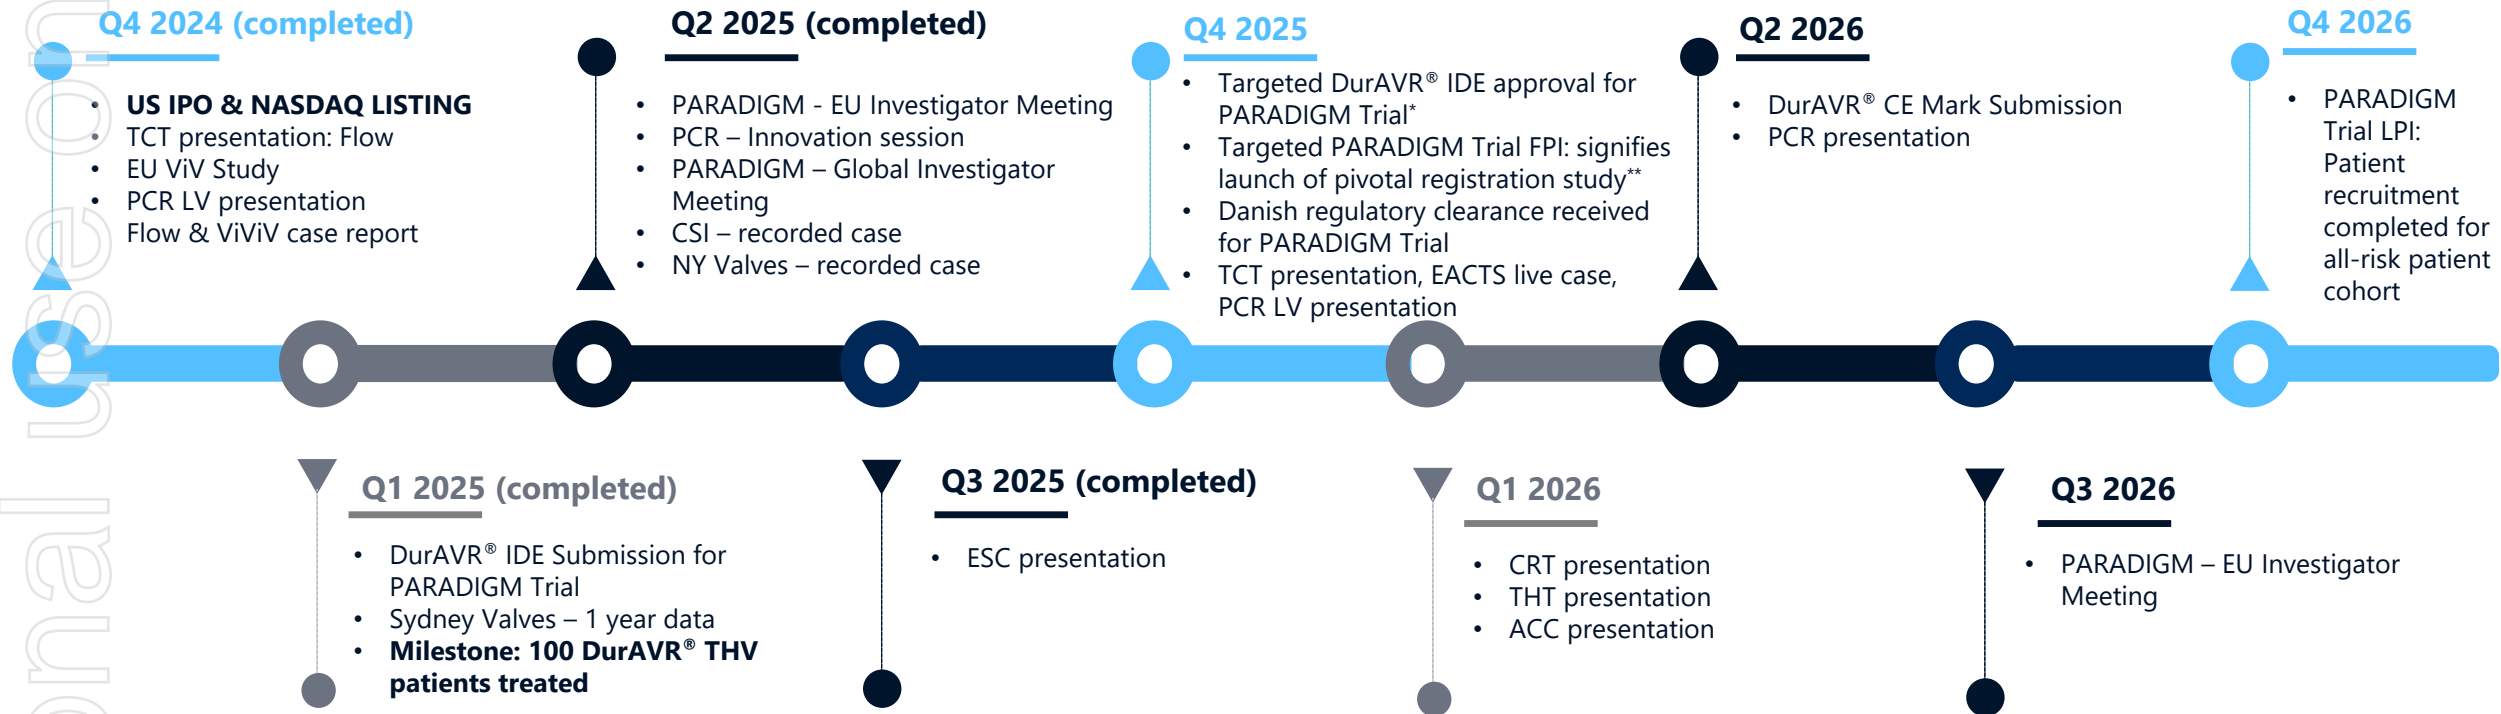 Q4 2024 (completed)
• US IPO & NASDAQ LISTING
• TCT presentation: Flow
• EU ViV Study
• PCR LV presentation
Flow & ViViV case report
Q2 2025 (completed)
• PARADIGM - EU Investigator Meeting
• PCR – Innovation session
• PARADIGM – Global Investigator
Meeting
• CSI – recorded case
• NY Valves – recorded case
Q4 2025
• Targeted DurAVR® IDE approval for
PARADIGM Trial*
• Targeted PARADIGM Trial FPI: signifies
launch of pivotal registration study**
• Danish regulatory clearance received
for PARADIGM Trial
• TCT presentation, EACTS live case,
PCR LV presentation
Q2 2026
• DurAVR® CE Mark Submission
• PCR presentation
Q4 2026
• PARADIGM
Trial LPI:
Patient
recruitment
completed for
all-risk patient
cohort
Q1 2025 (completed)
• DurAVR® IDE Submission for
PARADIGM Trial
• Sydney Valves – 1 year data
• Milestone: 100 DurAVR® THV
patients treated
Q3 2025 (completed)
• ESC presentation
Q1 2026
• CRT presentation
• THT presentation
• ACC presentation
Q3 2026
• PARADIGM – EU Investigator
Meeting
use